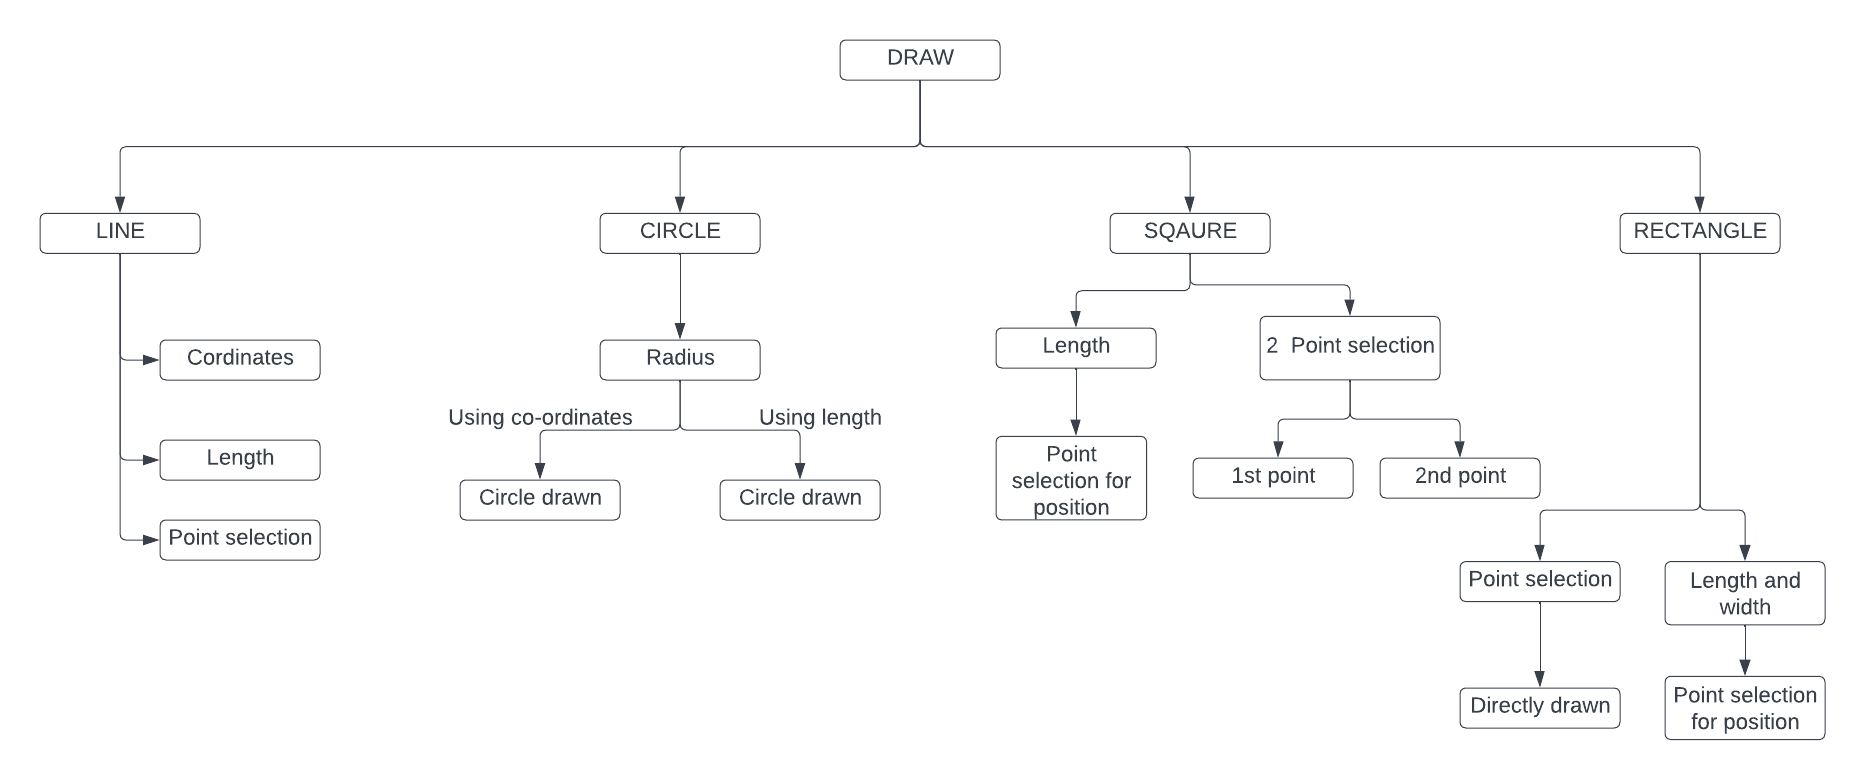 DRAW
LINE
CIRCLE
SQAURE
RECTANGLE
Cordinates
Length
Point selection
Radius
Using co-ordinates
Using length
Circle drawn
Circle drawn
Length
2 Point selection
Point
selection for
position
1st point
2nd point
Point selection
Length and
width
Directly drawn
Point selection
for position